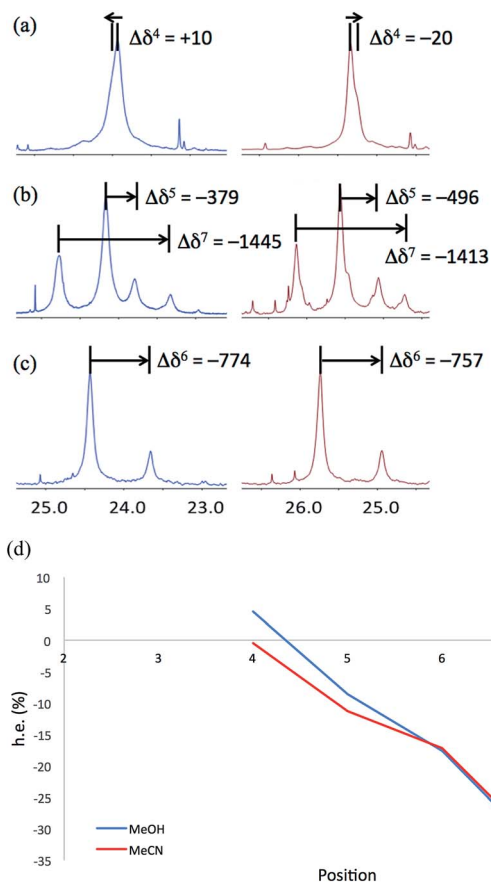 (a)
Δδ⁴ = +10
Δδ⁴ = –20
(b)
Δδ⁵ = –379
Δδ⁷ = –1445
Δδ⁵ = –496
Δδ⁷ = –1413
(c)
Δδ⁶ = –774
Δδ⁶ = –757
25.0 24.0 23.0
26.0 25.0
(d)
10
5
0
2 3 4 5 6
-5
-10
-15
-20
-25
-30
-35
h.e. (%)
MeOH
MeCN
Position